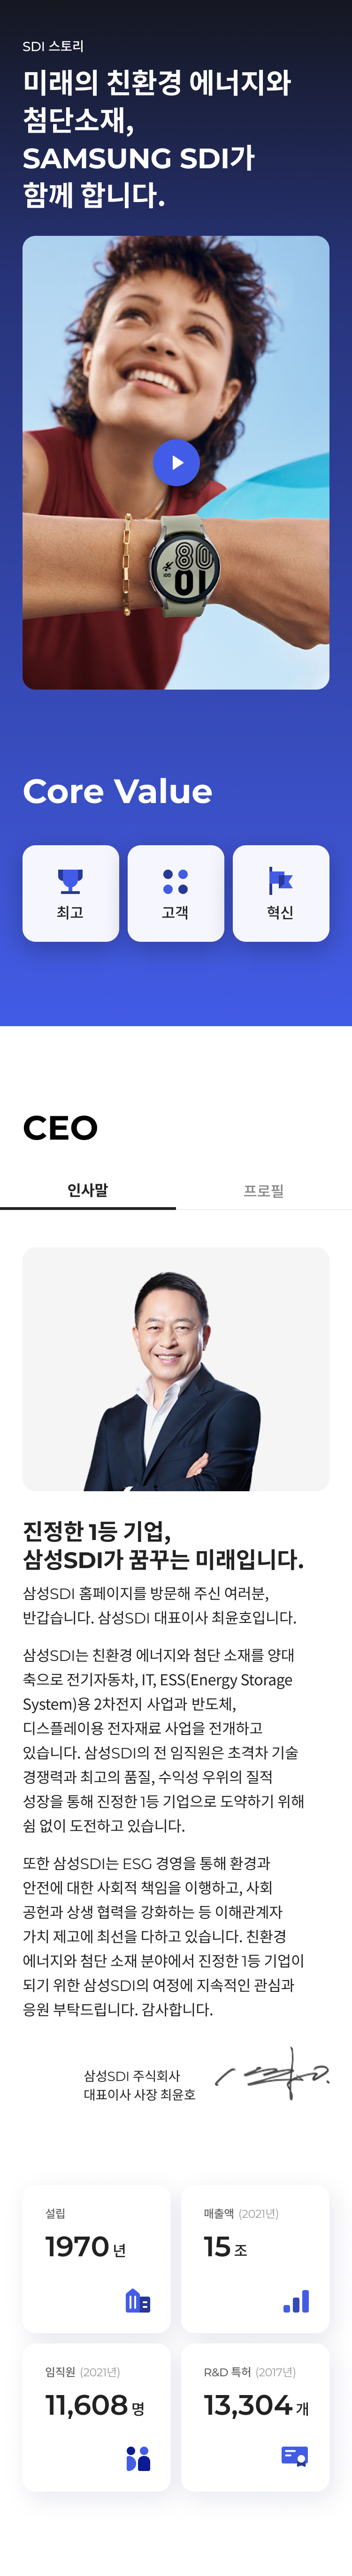 SDI 스토리
미래의 친환경 에너지와
첨단소재,
SAMSUNG SDI가
함께 합니다.
80
01
Core Value
최고
고객
혁신
CEO
인사말
프로필
진정한 1등 기업,
삼성SDI가 꿈꾸는 미래입니다.
삼성SDI 홈페이지를 방문해 주신 여러분,
반갑습니다. 삼성SDI 대표이사 최윤호입니다.
삼성SDI는 친환경 에너지와 첨단 소재를 양대
축으로 전기자동차, IT, ESS(Energy Storage
System)용 2차전지 사업과 반도체,
디스플레이용 전자재료 사업을 전개하고
있습니다. 삼성SDI의 전 임직원은 초격차 기술
경쟁력과 최고의 품질, 수익성 우위의 질적
성장을 통해 진정한 1등 기업으로 도약하기 위해
쉼 없이 도전하고 있습니다.
또한 삼성SDI는 ESG 경영을 통해 환경과
안전에 대한 사회적 책임을 이행하고, 사회
공헌과 상생 협력을 강화하는 등 이해관계자
가치 제고에 최선을 다하고 있습니다. 친환경
에너지와 첨단 소재 분야에서 진정한 1등 기업이
되기 위한 삼성SDI의 여정에 지속적인 관심과
응원 부탁드립니다. 감사합니다.
삼성SDI 주식회사
대표이사 사장 최윤호
설립
1970 년
매출액 (2021년)
15 조
임직원 (2021년)
11,608 명
R&D 특허 (2017년)
13,304 개